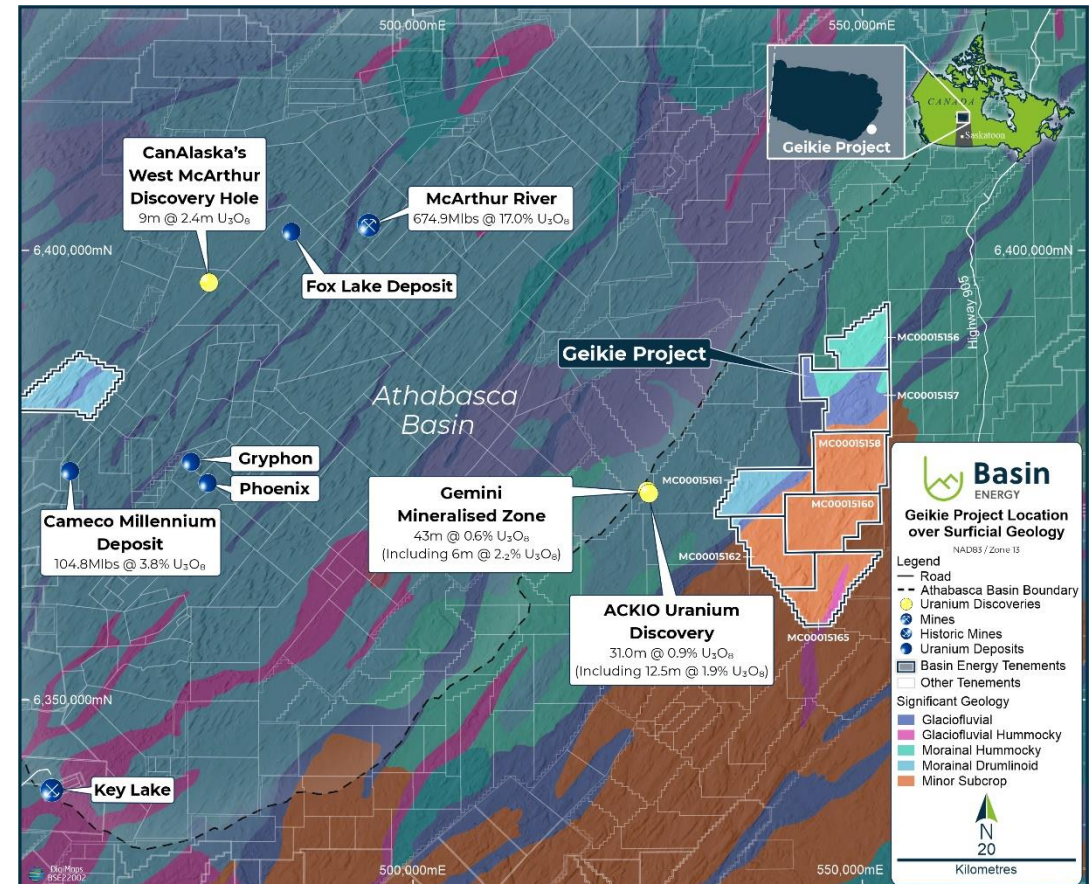 500,000mE
550,000mE
CANADA
Saskatoon
Geikie Project
CanAlaska's
West McArthur
Discovery Hole
9m @ 2.4m U₃O₈
McArthur River
674.9Mlbs @ 17.0% U₃O₈
6,400,000mN
6,400,000mN
Fox Lake Deposit
Highway 905
MC00015156
Geikie Project
MC00015157
Athabasca
Basin
MC00015158
Gryphon
Phoenix
MC00015161
MC00015160
Gemini
Mineralised Zone
43m @ 0.6% U₃O₈
(Including 6m @ 2.2% U₃O₈)
Cameco Millennium
Deposit
104.8Mlbs @ 3.8% U₃O₈
MC00015162
ACKIO Uranium
Discovery
31.0m @ 0.9% U₃O₈
(Including 12.5m @ 1.9% U₃O₈)
MC00015165
6,350,000mN
Key Lake
Basin
ENERGY
Geikie Project Location
over Surficial Geology
NAD83 / Zone 13
Legend
Road
Athabasca Basin Boundary
Uranium Discoveries
Mines
Historic Mines
Uranium Deposits
Basin Energy Tenements
Other Tenements
Significant Geology
Glaciofluvial
Glaciofluvial Hummocky
Morainal Hummocky
Morainal Drumlinoid
Minor Subcrop
N
20
Kilometres
DigiMaps
BSE22002
500,000mE
550,000mE